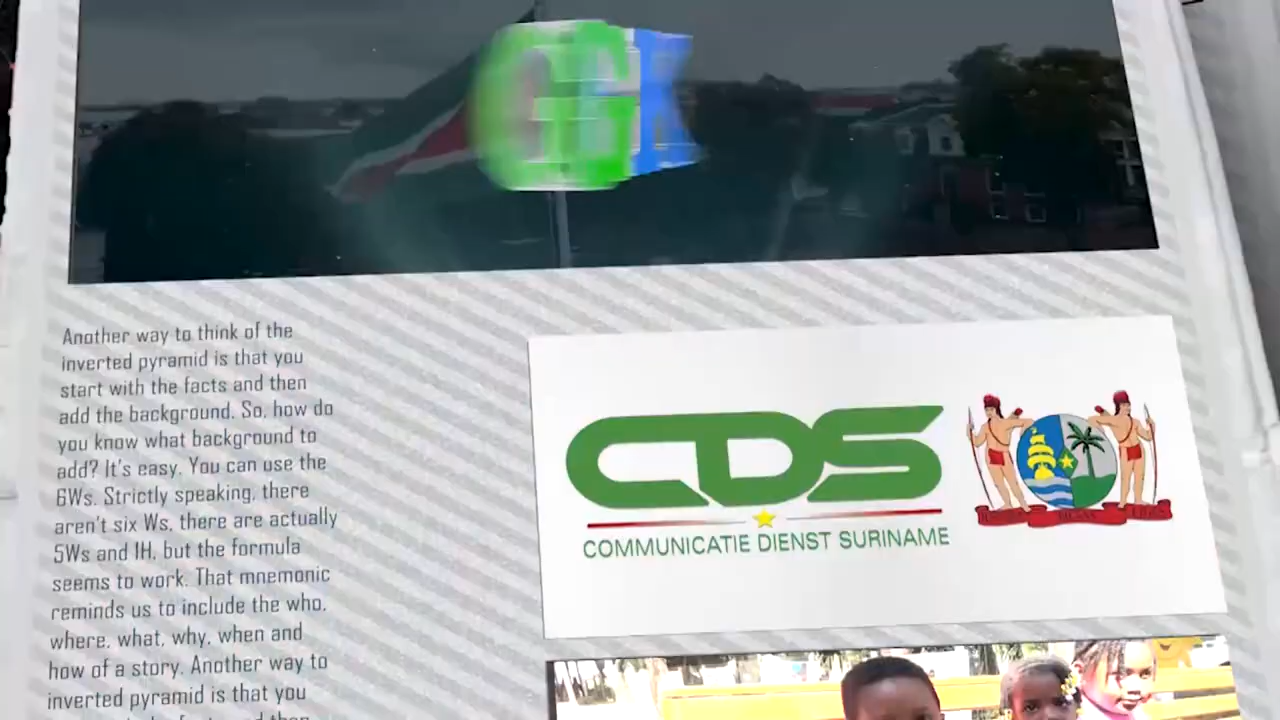 Another way to think of the
inverted pyramid is that you
start with the facts and then
add the background. So, how do
you know what background to
add? It's easy. You can use the
6Ws. Strictly speaking, there
aren't six Ws, there are actually
5Ws and 1H, but the formula
seems to work. That mnemonic
reminds us to include the who,
where, what, why, when and
how of a story. Another way to
inverted pyramid is that you
CDS
COMMUNICATIE DIENST SURINAME